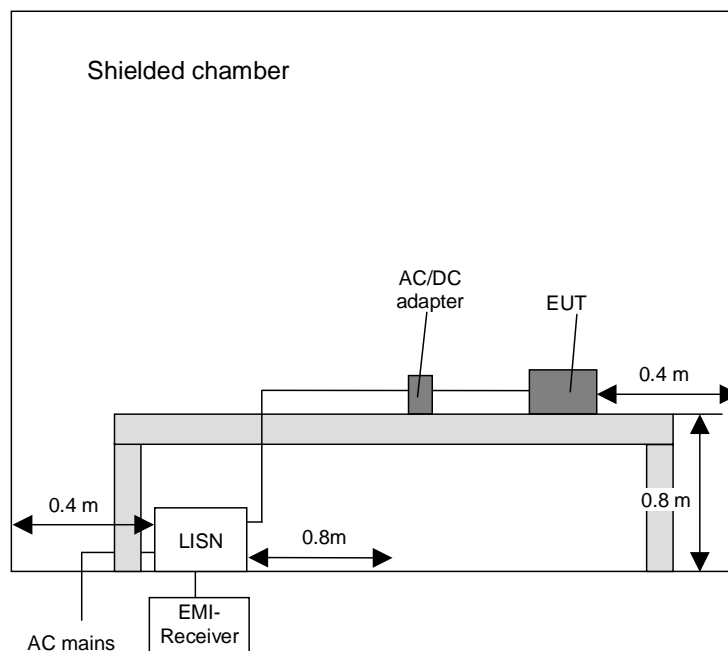 Shielded chamber
AC/DC
adapter
EUT
0.4 m
0.8 m
0.4 m
LISN
0.8m
EMI-
Receiver
AC mains